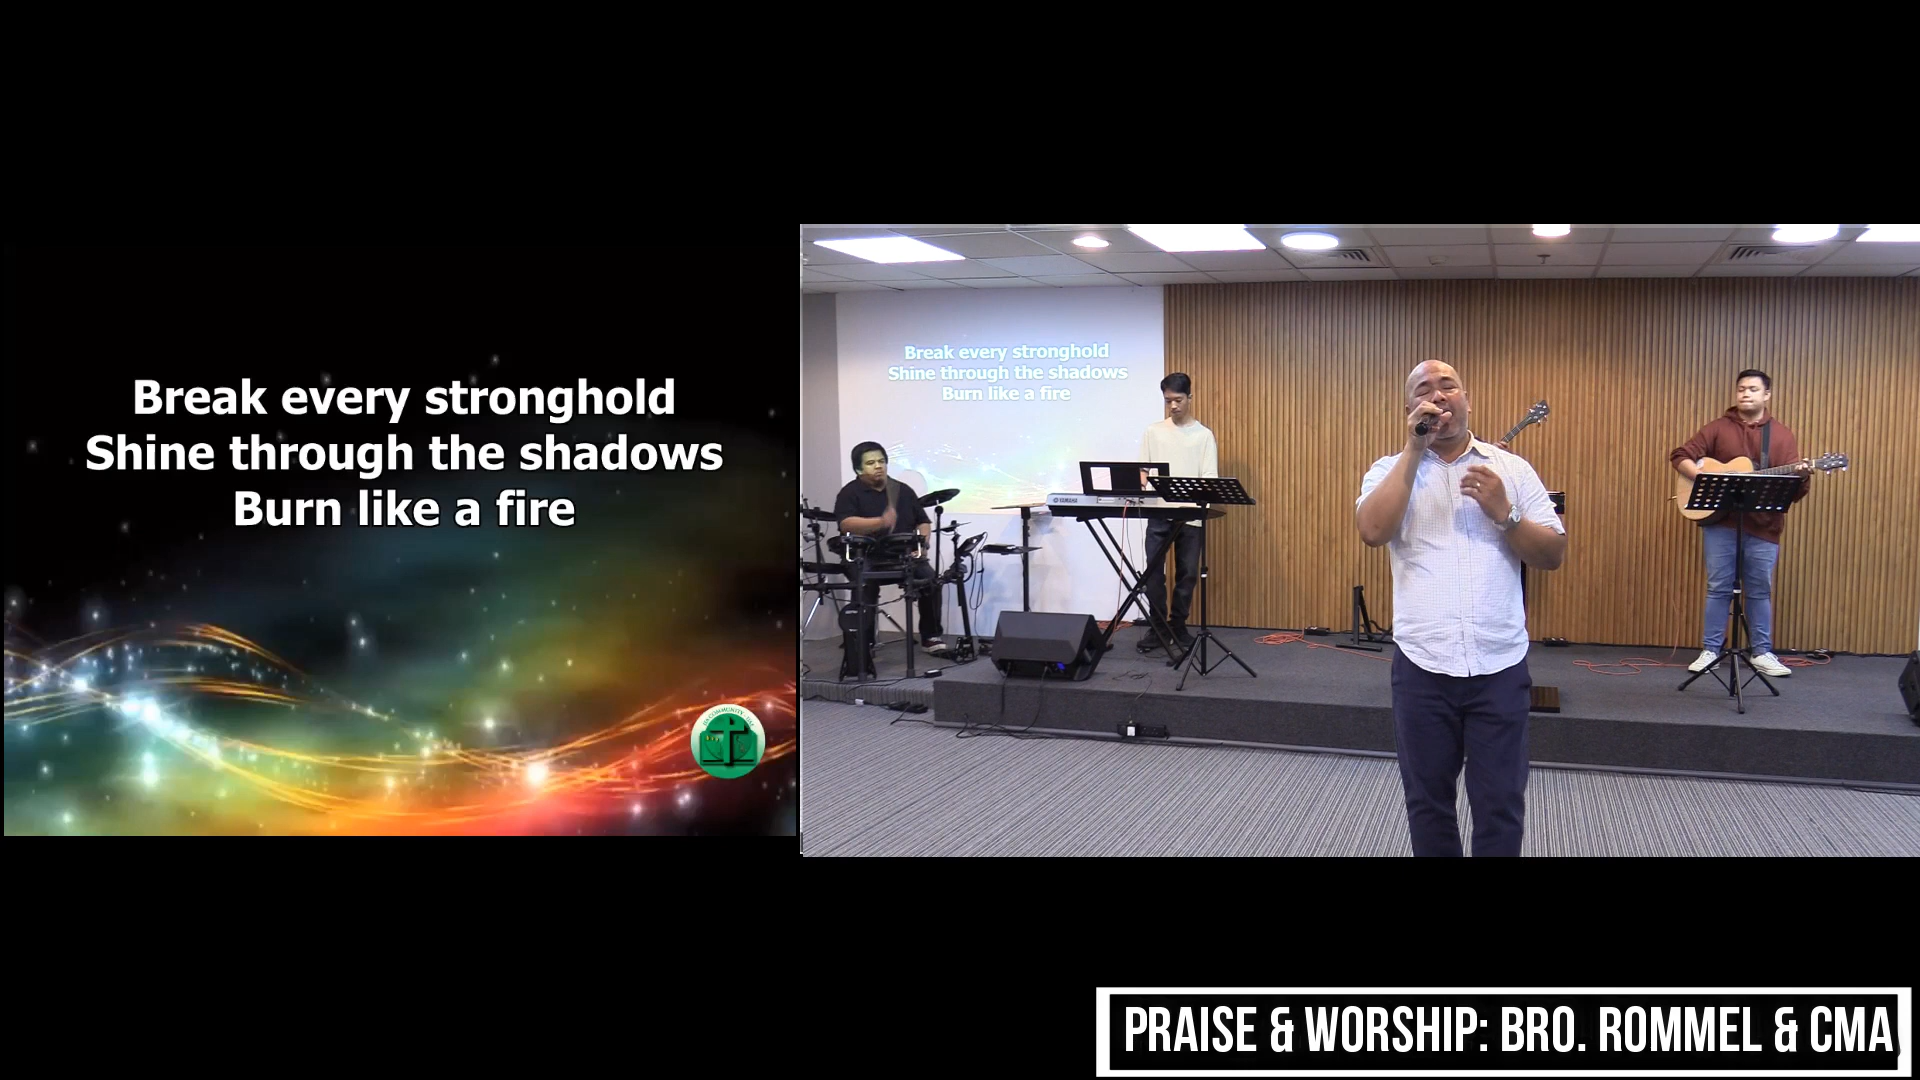 Break every stronghold
Shine through the shadows
Burn like a fire
Break every stronghold
Shine through the shadows
Burn like a fire
YAMAHA
PRAISE & WORSHIP: BRO. ROMMEL & CMA